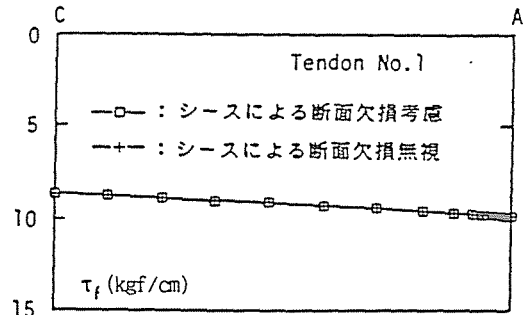 C A
0
Tendon No.1
—□— : シースによる断面欠損考慮
5
—+— : シースによる断面欠損無視
10
τf (kgf/cm)
15